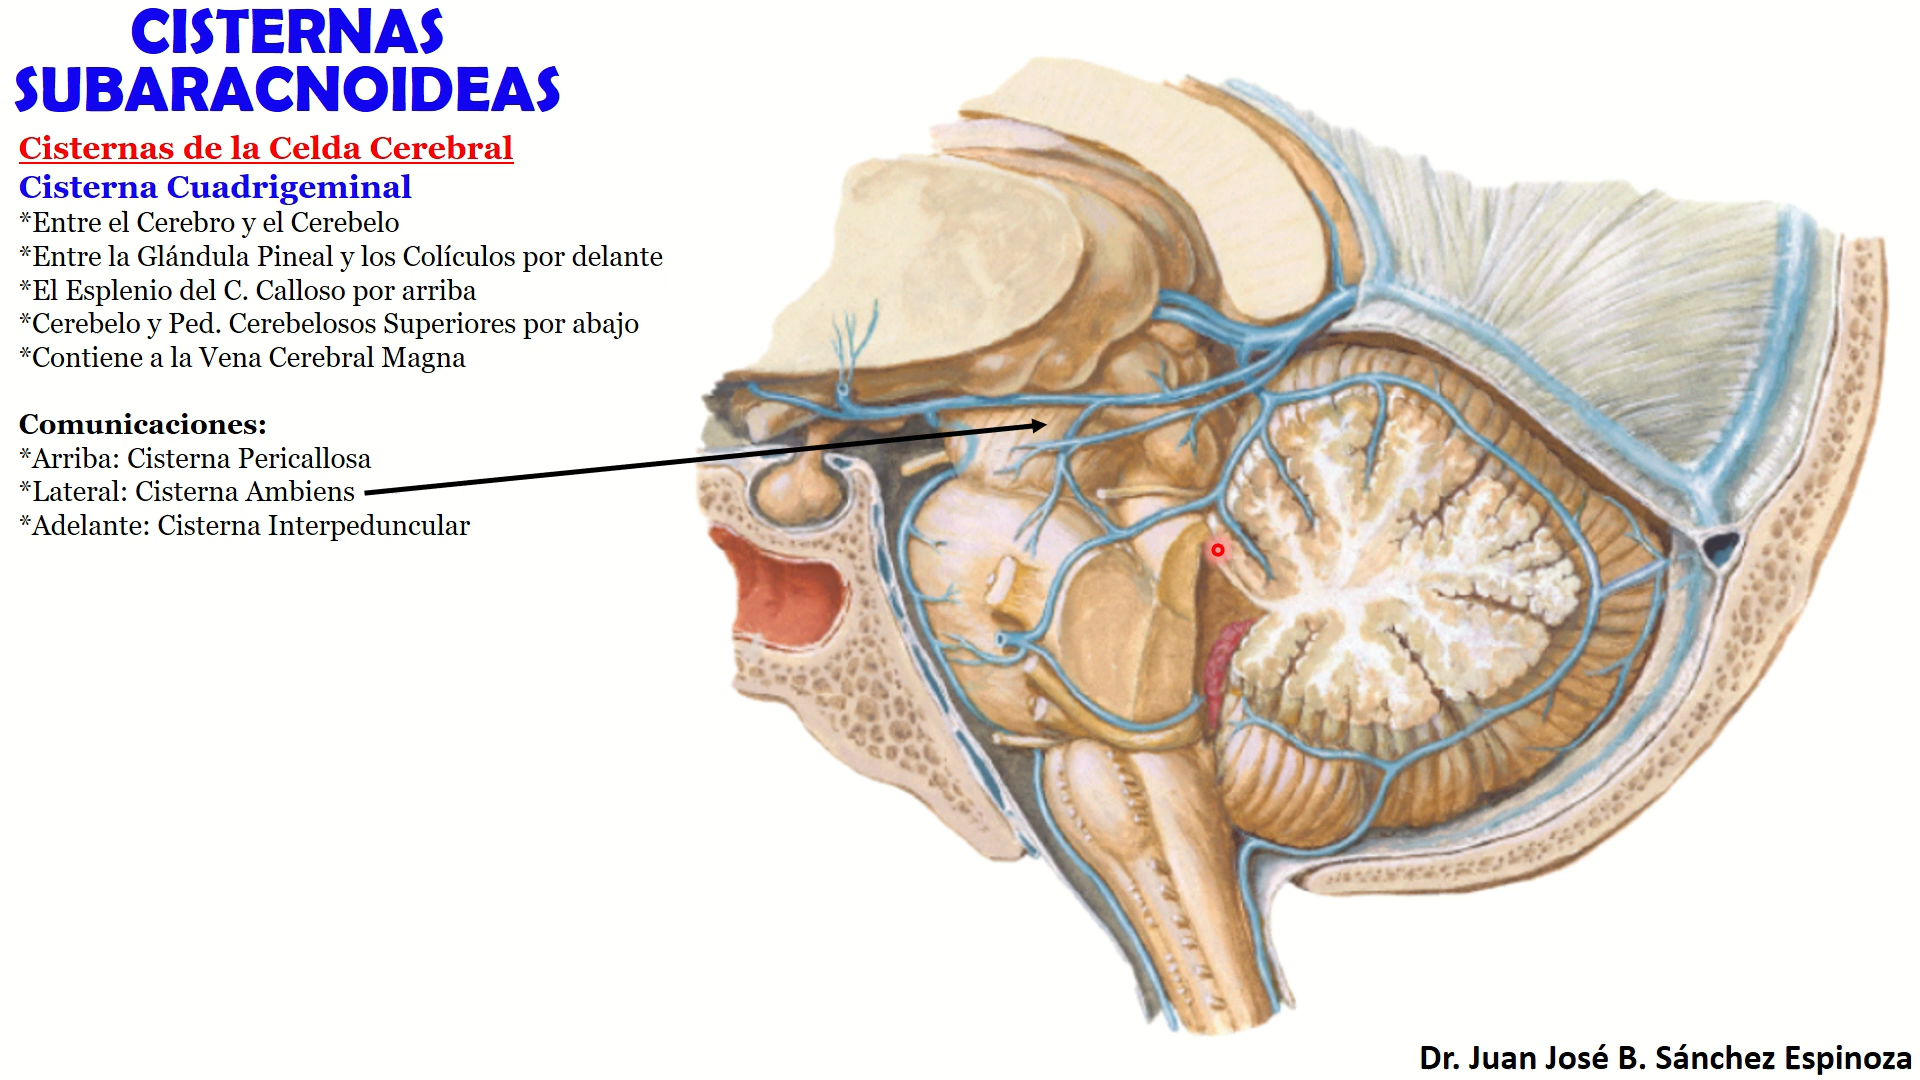 CISTERNAS
SUBARACNOIDEAS
Cisternas de la Celda Cerebral
Cisterna Cuadrigeminal
*Entre el Cerebro y el Cerebelo
*Entre la Glándula Pineal y los Colículos por delante
*El Esplenio del C. Calloso por arriba
*Cerebelo y Ped. Cerebelosos Superiores por abajo
*Contiene a la Vena Cerebral Magna
Comunicaciones:
*Arriba: Cisterna Pericallosa
*Lateral: Cisterna Ambiens
*Adelante: Cisterna Interpeduncular
Dr. Juan José B. Sánchez Espinoza